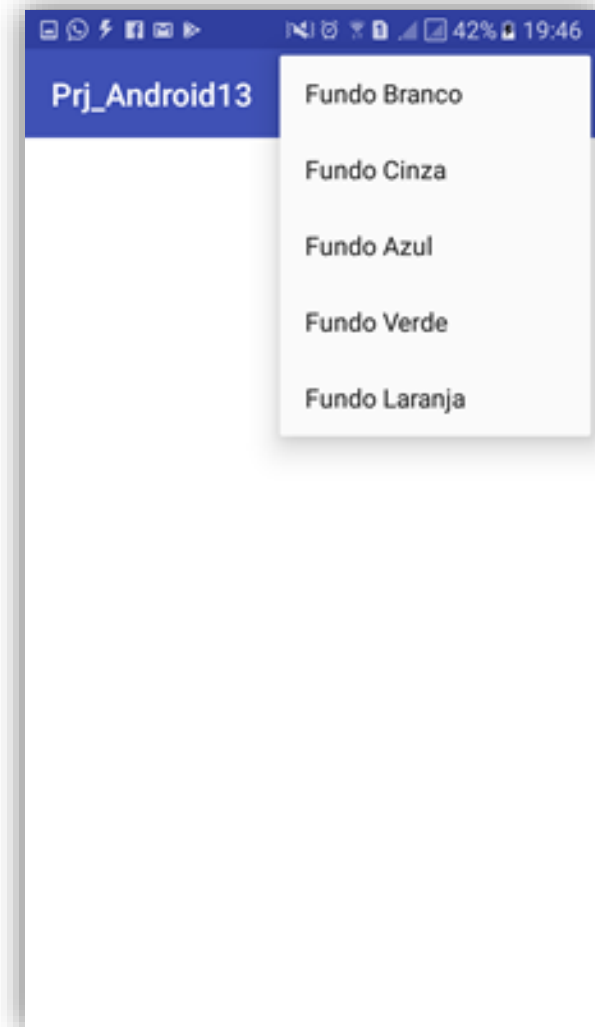 42% 19:46
Prj_Android13
Fundo Branco
Fundo Cinza
Fundo Azul
Fundo Verde
Fundo Laranja